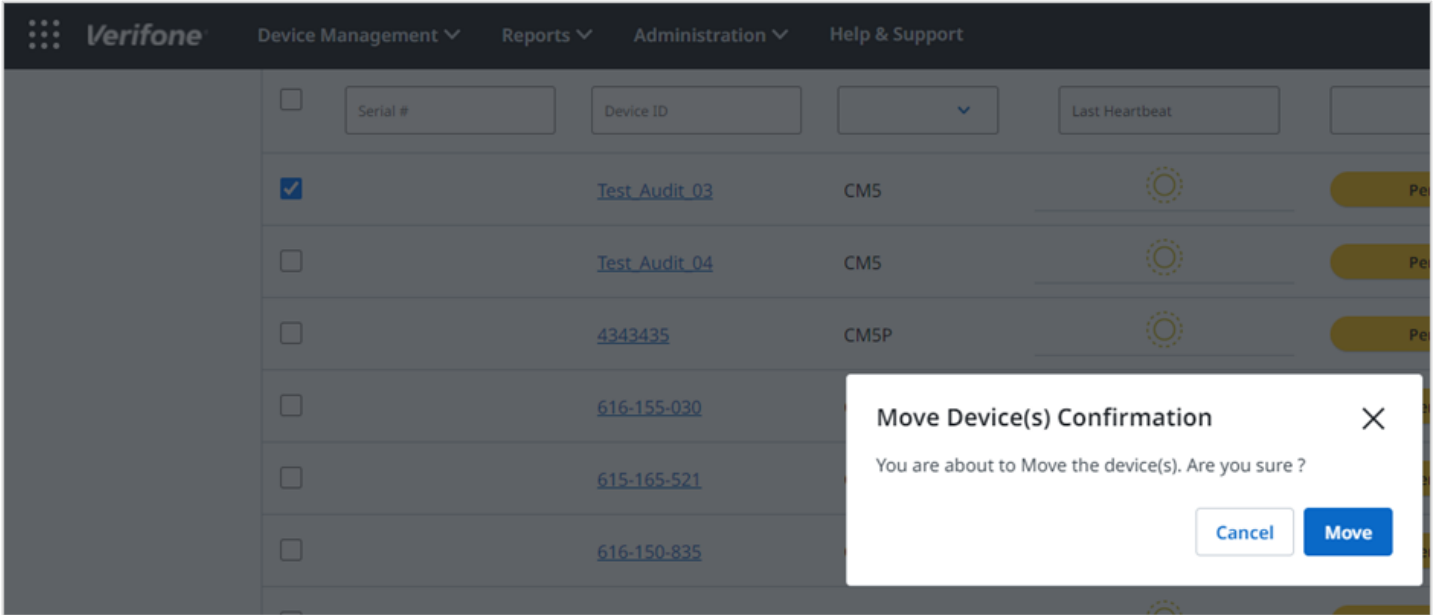 Verifone Device Management Reports Administration Help & Support
Serial # Device ID Last Heartbeat
Test_Audit_03 CM5
Test_Audit_04 CM5
4343435 CM5P
616-155-030
615-165-521
616-150-835
Move Device(s) Confirmation
You are about to Move the device(s). Are you sure ?
Cancel Move